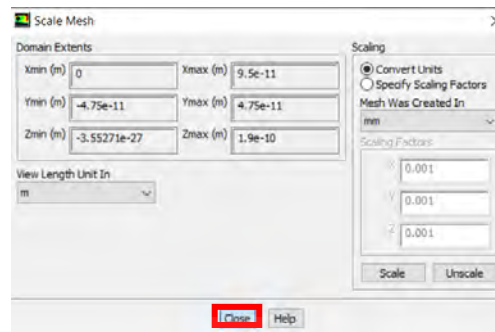 Scale Mesh
Domain Extents
Xmin (m) 0 Xmax (m) 9.5e-11
Ymin (m) -4.75e-11 Ymax (m) 4.75e-11
Zmin (m) -3.55271e-27 Zmax (m) 1.9e-10
View Length Unit In
m
Scaling
Convert Units
Specify Scaling Factors
Mesh Was Created In
mm
Scaling Factors
X 0.001
Y 0.001
Z 0.001
Scale Unscale
Close Help